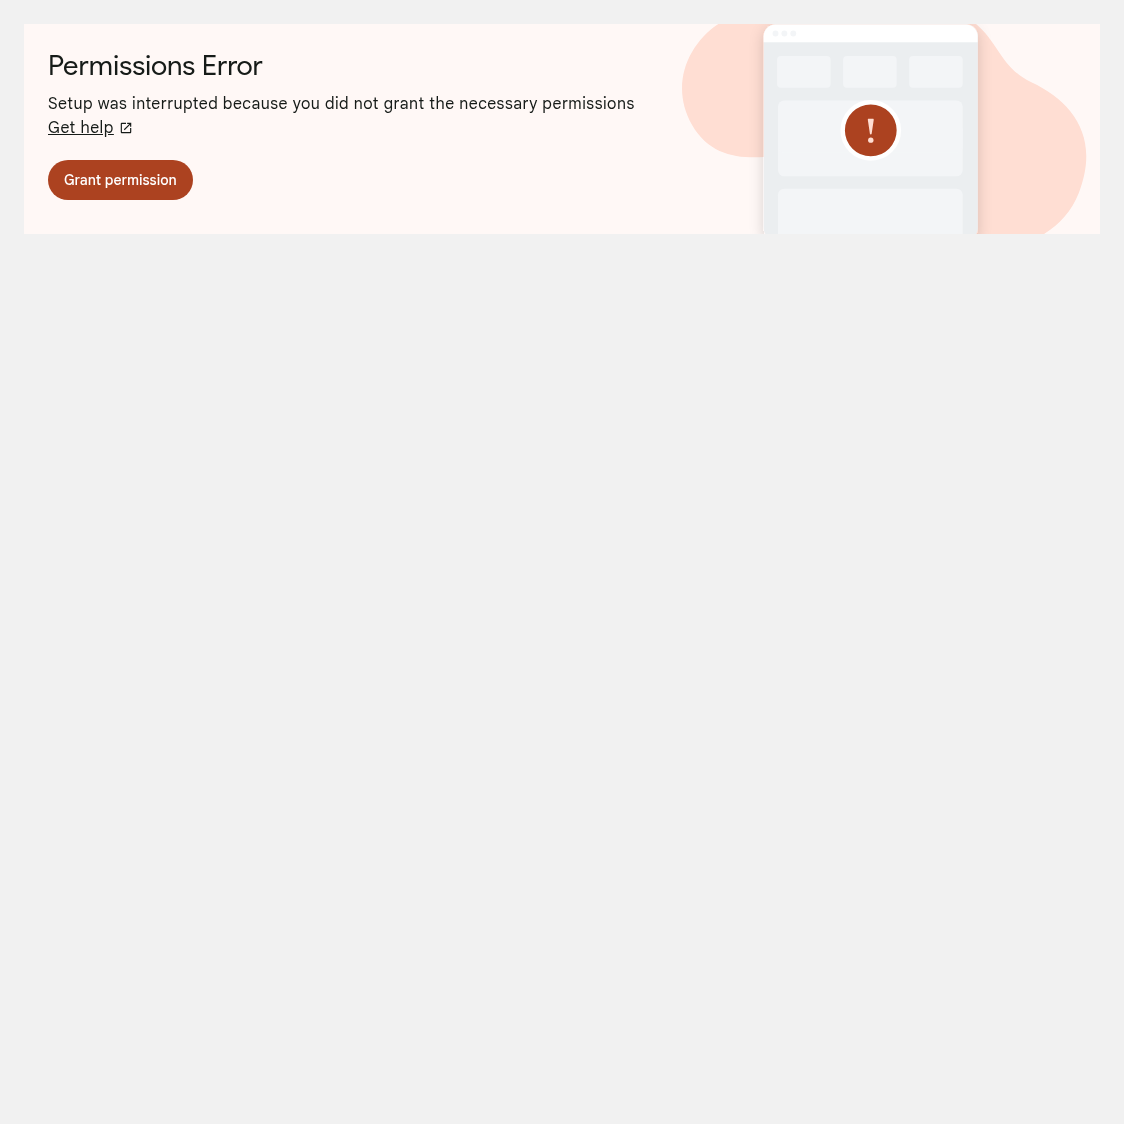 Permissions Error
Setup was interrupted because you did not grant the necessary permissions
Get help
Grant permission
!